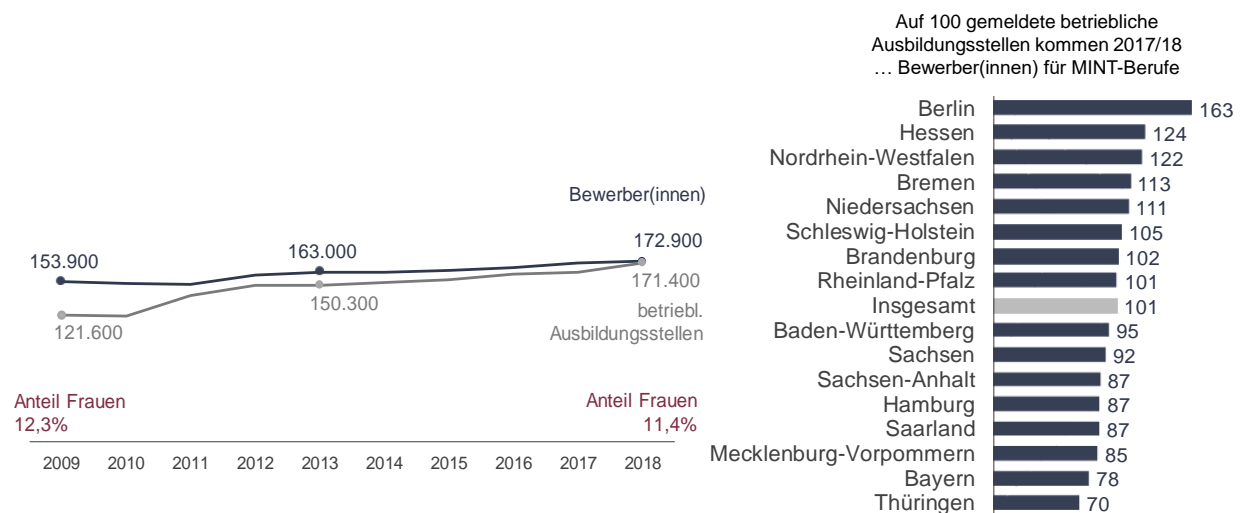 Auf 100 gemeldete betriebliche
Ausbildungsstellen kommen 2017/18
… Bewerber(innen) für MINT-Berufe
Bewerber(innen)
153.900
163.000
172.900
121.600
150.300
171.400
betriebl.
Ausbildungsstellen
Anteil Frauen
12,3%
Anteil Frauen
11,4%
2009 2010 2011 2012 2013 2014 2015 2016 2017 2018
Berlin 163
Hessen 124
Nordrhein-Westfalen 122
Bremen 113
Niedersachsen 111
Schleswig-Holstein 105
Brandenburg 102
Rheinland-Pfalz 101
Insgesamt 101
Baden-Württemberg 95
Sachsen 92
Sachsen-Anhalt 87
Hamburg 87
Saarland 87
Mecklenburg-Vorpommern 85
Bayern 78
Thüringen 70